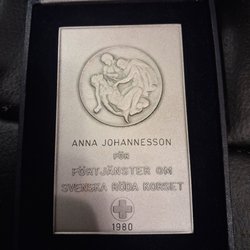 ANNA JOHANNESSON
FÖR
FÖRTJÄNSTER OM
SVENSKA RÖDA KORSET
1980